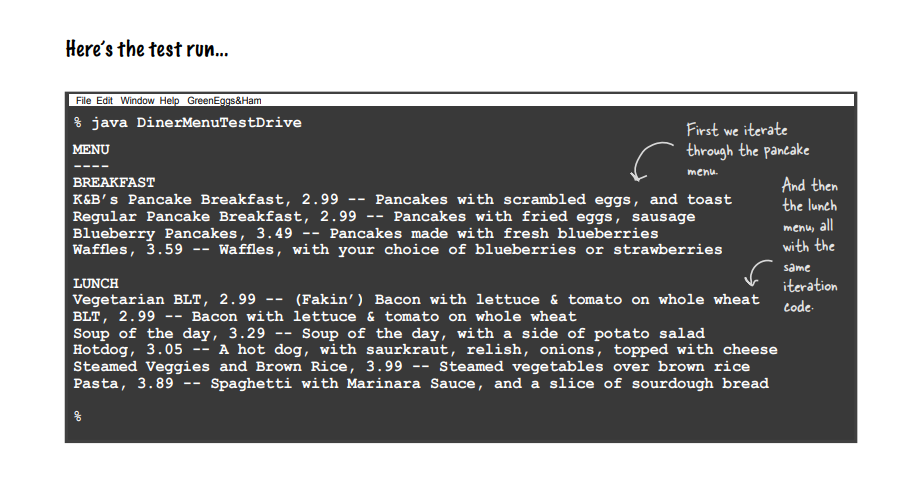 Here's the test run...
File Edit Window Help GreenEggs&Ham
% java DinerMenuTestDrive
MENU
----
BREAKFAST
K&B's Pancake Breakfast, 2.99 -- Pancakes with scrambled eggs, and toast
Regular Pancake Breakfast, 2.99 -- Pancakes with fried eggs, sausage
Blueberry Pancakes, 3.49 -- Pancakes made with fresh blueberries
Waffles, 3.59 -- Waffles, with your choice of blueberries or strawberries
First we iterate
through the pancake
menu.
LUNCH
Vegetarian BLT, 2.99 -- (Fakin') Bacon with lettuce & tomato on whole wheat
BLT, 2.99 -- Bacon with lettuce & tomato on whole wheat
Soup of the day, 3.29 -- Soup of the day, with a side of potato salad
Hotdog, 3.05 -- A hot dog, with saurkraut, relish, onions, topped with cheese
Steamed Veggies and Brown Rice, 3.99 -- Steamed vegetables over brown rice
Pasta, 3.89 -- Spaghetti with Marinara Sauce, and a slice of sourdough bread
And then
the lunch
menu, all
with the
same
iteration
code.
%